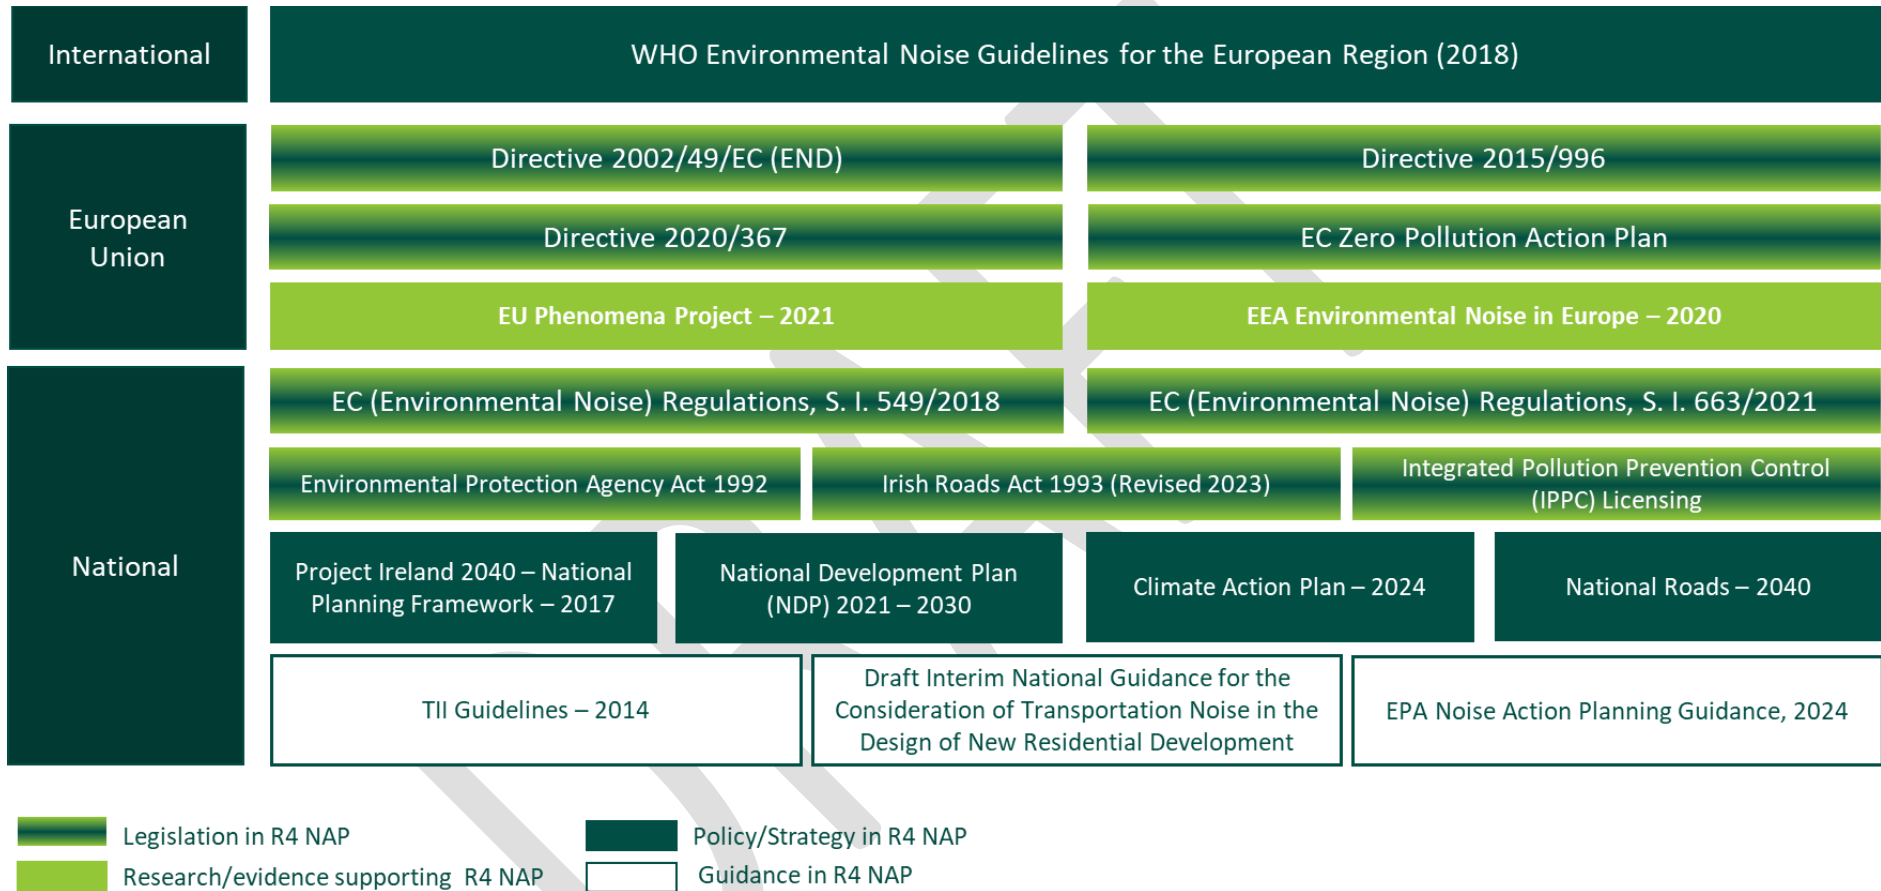 International
WHO Environmental Noise Guidelines for the European Region (2018)
European
Union
Directive 2002/49/EC (END)
Directive 2015/996
Directive 2020/367
EC Zero Pollution Action Plan
EU Phenomena Project – 2021
EEA Environmental Noise in Europe – 2020
National
EC (Environmental Noise) Regulations, S. I. 549/2018
EC (Environmental Noise) Regulations, S. I. 663/2021
Environmental Protection Agency Act 1992
Irish Roads Act 1993 (Revised 2023)
Integrated Pollution Prevention Control
(IPPC) Licensing
Project Ireland 2040 – National
Planning Framework – 2017
National Development Plan
(NDP) 2021 – 2030
Climate Action Plan – 2024
National Roads – 2040
TII Guidelines – 2014
Draft Interim National Guidance for the
Consideration of Transportation Noise in the
Design of New Residential Development
EPA Noise Action Planning Guidance, 2024
Legislation in R4 NAP
Policy/Strategy in R4 NAP
Research/evidence supporting R4 NAP
Guidance in R4 NAP
DRAFT